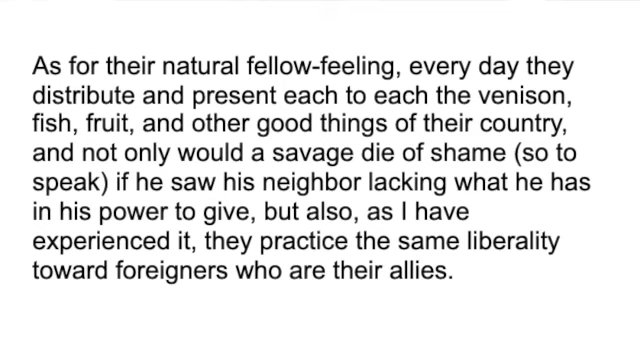 As for their natural fellow-feeling, every day they
distribute and present each to each the venison,
fish, fruit, and other good things of their country,
and not only would a savage die of shame (so to
speak) if he saw his neighbor lacking what he has
in his power to give, but also, as I have
experienced it, they practice the same liberality
toward foreigners who are their allies.